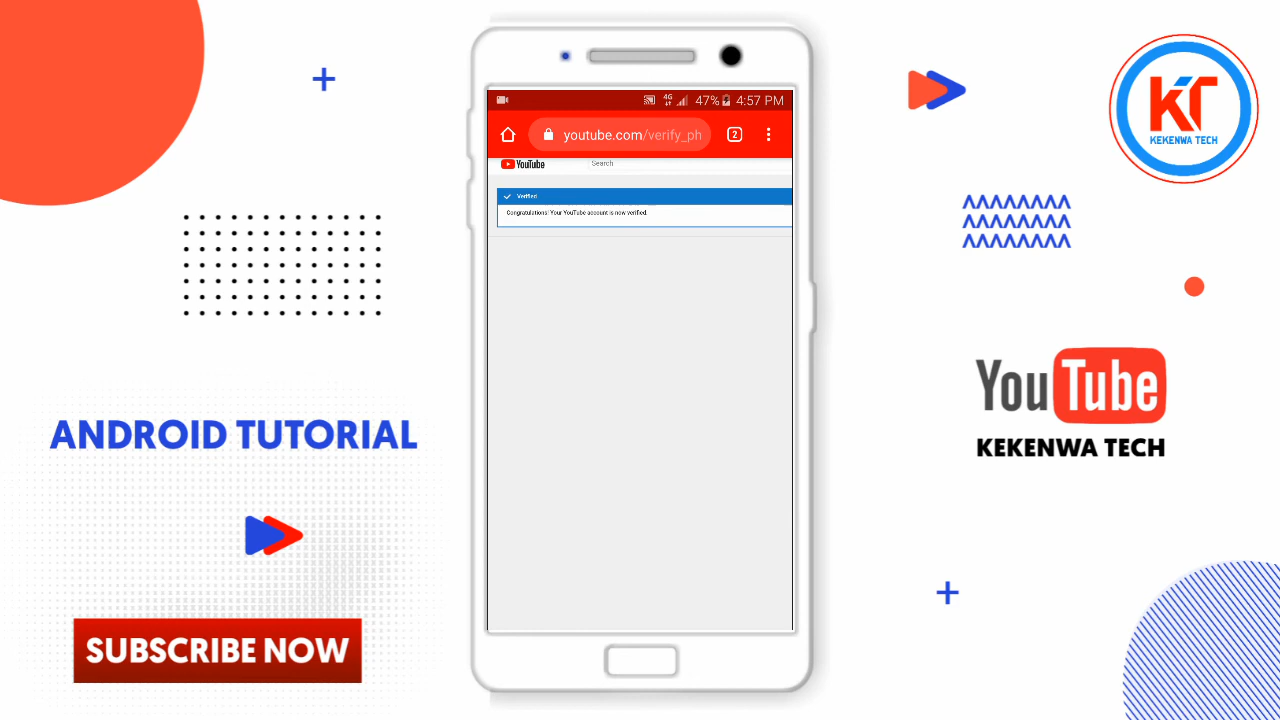 4G 47% 4:57 PM
youtube.com/verify_ph
2
YouTube Search
Verified
Congratulations! Your YouTube account is now verified.
KT
KEKENWA TECH
YouTube
KEKENWA TECH
ANDROID TUTORIAL
SUBSCRIBE NOW